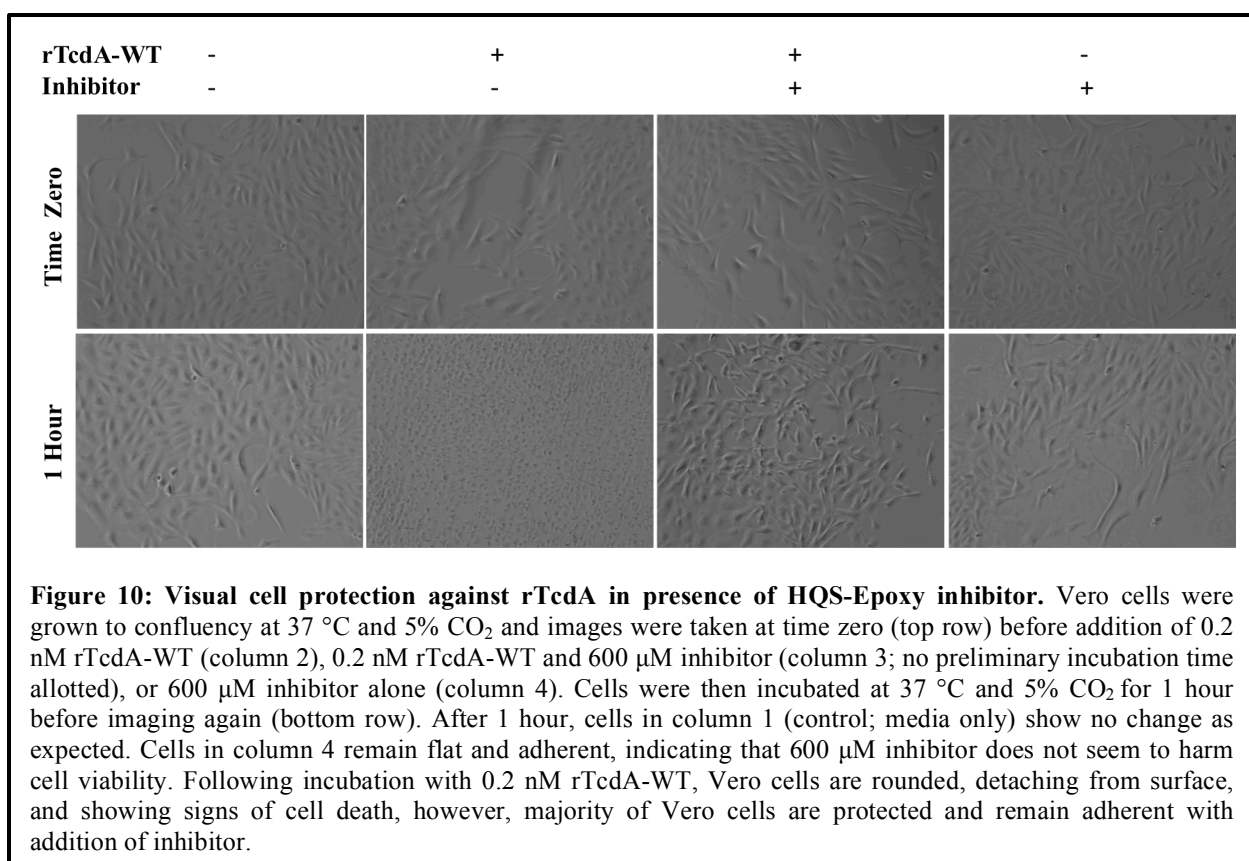 rTcdA-WT - + + -
Inhibitor - - + +
Time Zero
1 Hour
Figure 10: Visual cell protection against rTcdA in presence of HQS-Epoxy inhibitor. Vero cells were
grown to confluency at 37 °C and 5% CO₂ and images were taken at time zero (top row) before addition of 0.2
nM rTcdA-WT (column 2), 0.2 nM rTcdA-WT and 600 μM inhibitor (column 3; no preliminary incubation time
allotted), or 600 μM inhibitor alone (column 4). Cells were then incubated at 37 °C and 5% CO₂ for 1 hour
before imaging again (bottom row). After 1 hour, cells in column 1 (control; media only) show no change as
expected. Cells in column 4 remain flat and adherent, indicating that 600 μM inhibitor does not seem to harm
cell viability. Following incubation with 0.2 nM rTcdA-WT, Vero cells are rounded, detaching from surface,
and showing signs of cell death, however, majority of Vero cells are protected and remain adherent with
addition of inhibitor.